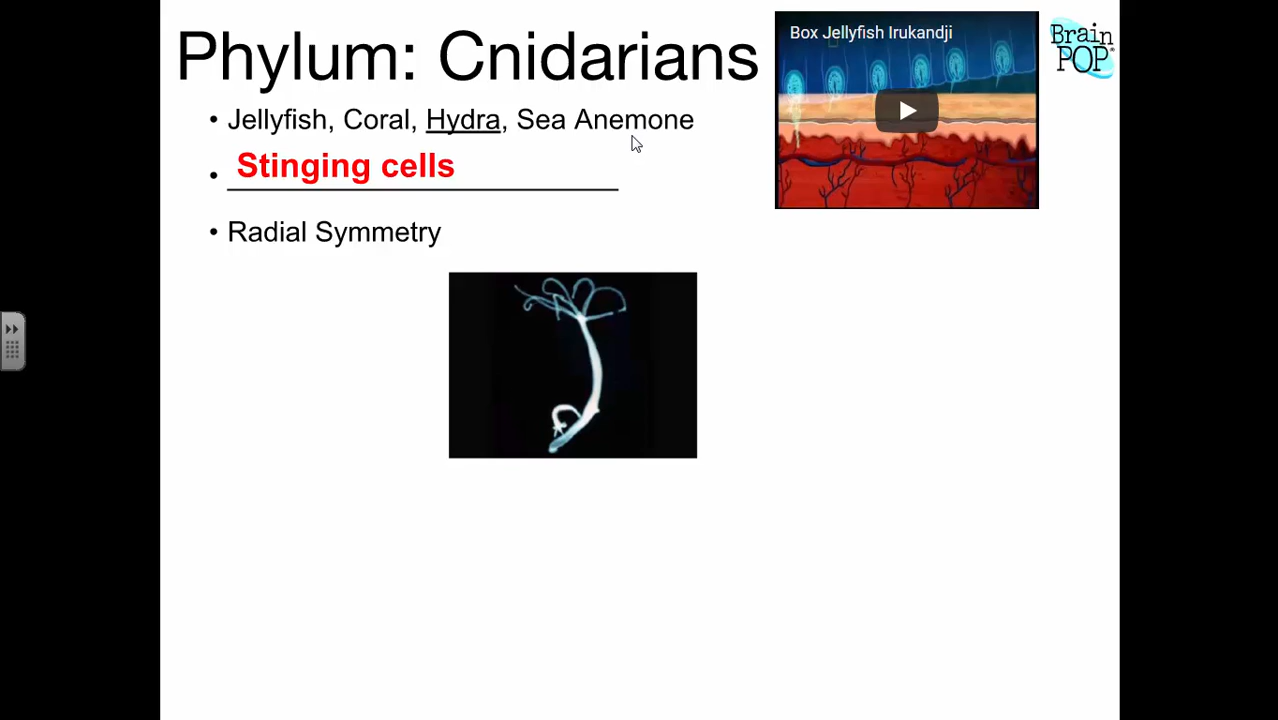 Phylum: Cnidarians
• Jellyfish, Coral, Hydra, Sea Anemone
• Stinging cells
• Radial Symmetry
Box Jellyfish Irukandji
Brain
POP®